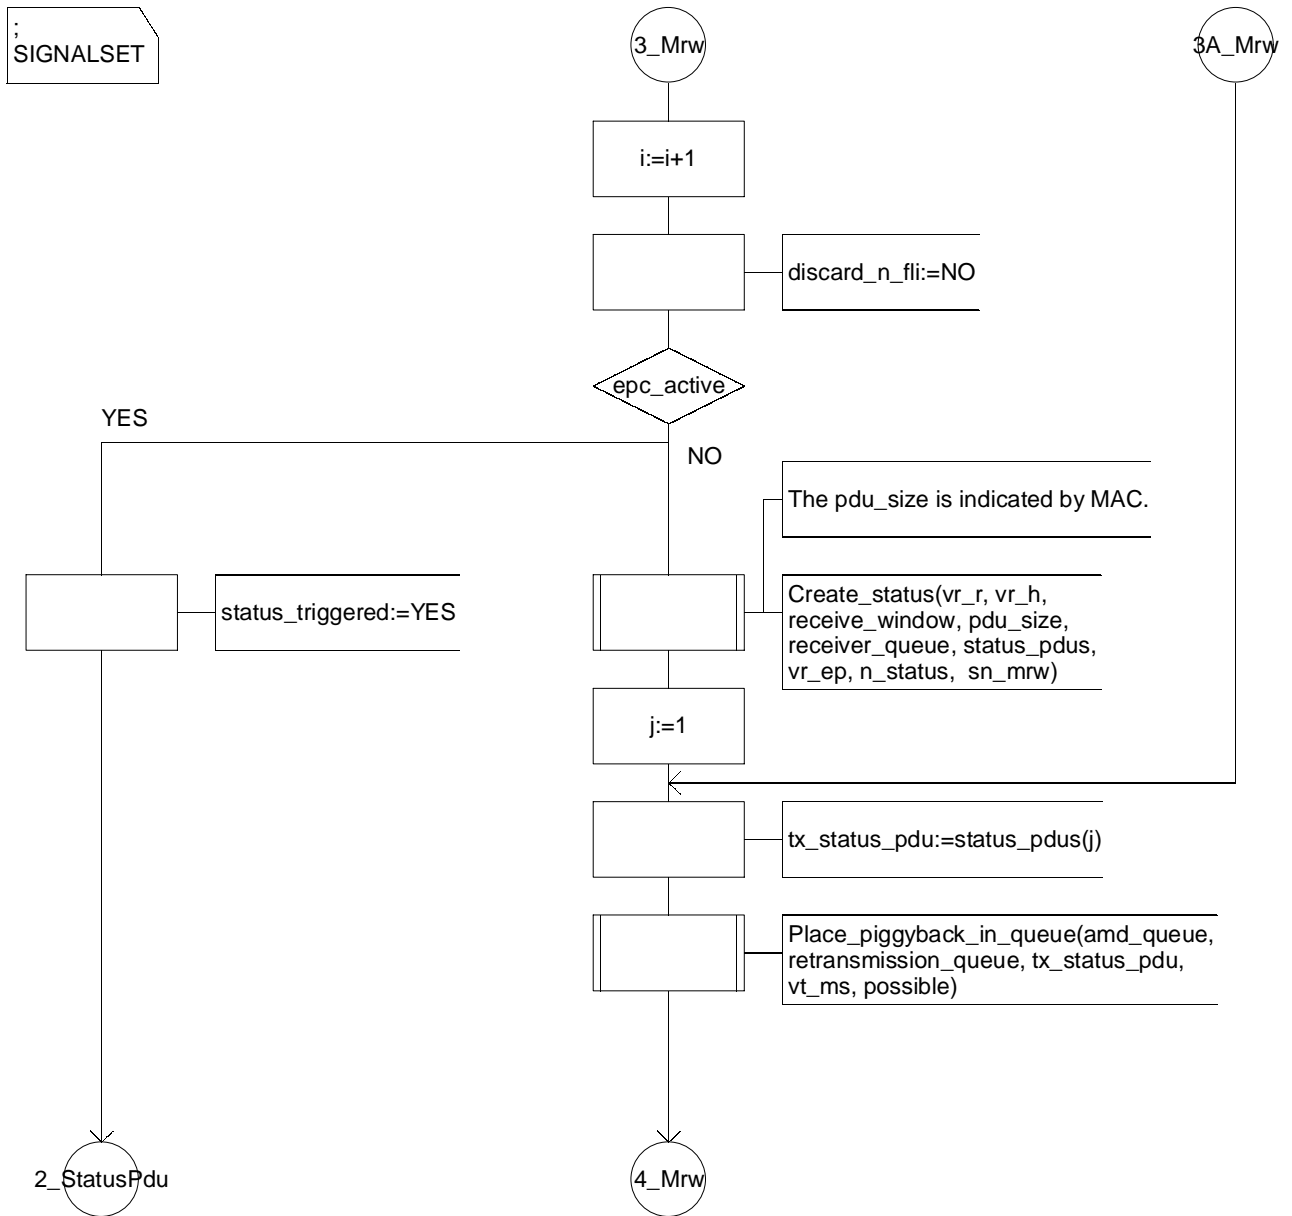 ;
SIGNALSET
3_Mrw
3A_Mrw
i:=i+1
discard_n_fli:=NO
epc_active
YES
NO
The pdu_size is indicated by MAC.
status_triggered:=YES
Create_status(vr_r, vr_h,
receive_window, pdu_size,
receiver_queue, status_pdus,
vr_ep, n_status,  sn_mrw)
j:=1
tx_status_pdu:=status_pdus(j)
Place_piggyback_in_queue(amd_queue,
retransmission_queue, tx_status_pdu,
vt_ms, possible)
2_StatusPdu
4_Mrw